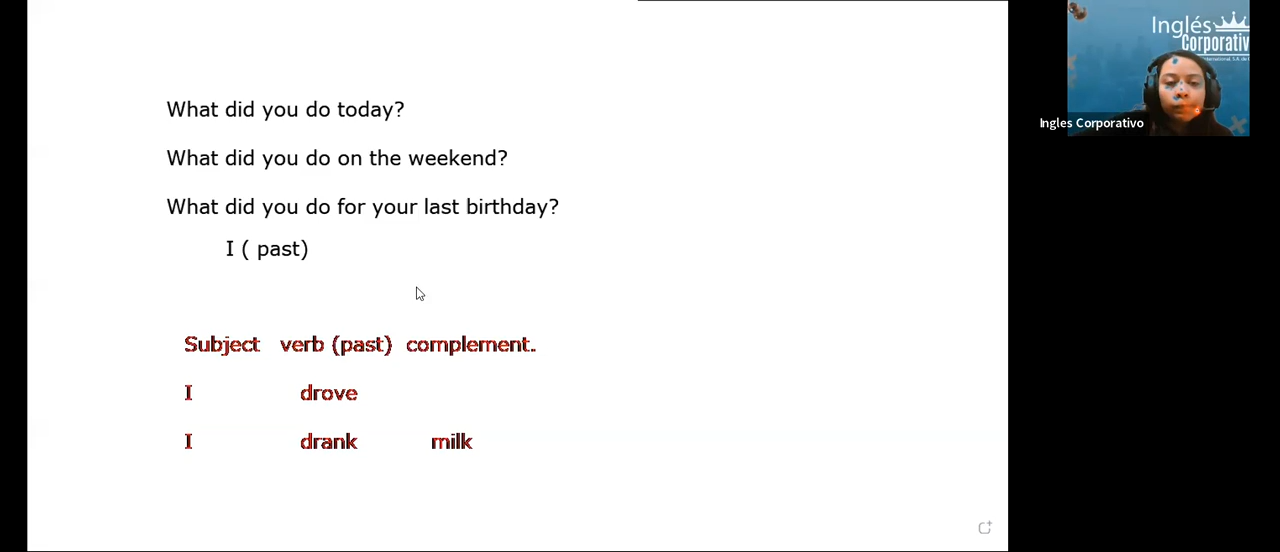 What did you do today?
What did you do on the weekend?
What did you do for your last birthday?
I ( past)
Subject verb (past) complement.
I drove
I drank milk
Inglés
Corporativ
Ingles Corporativo